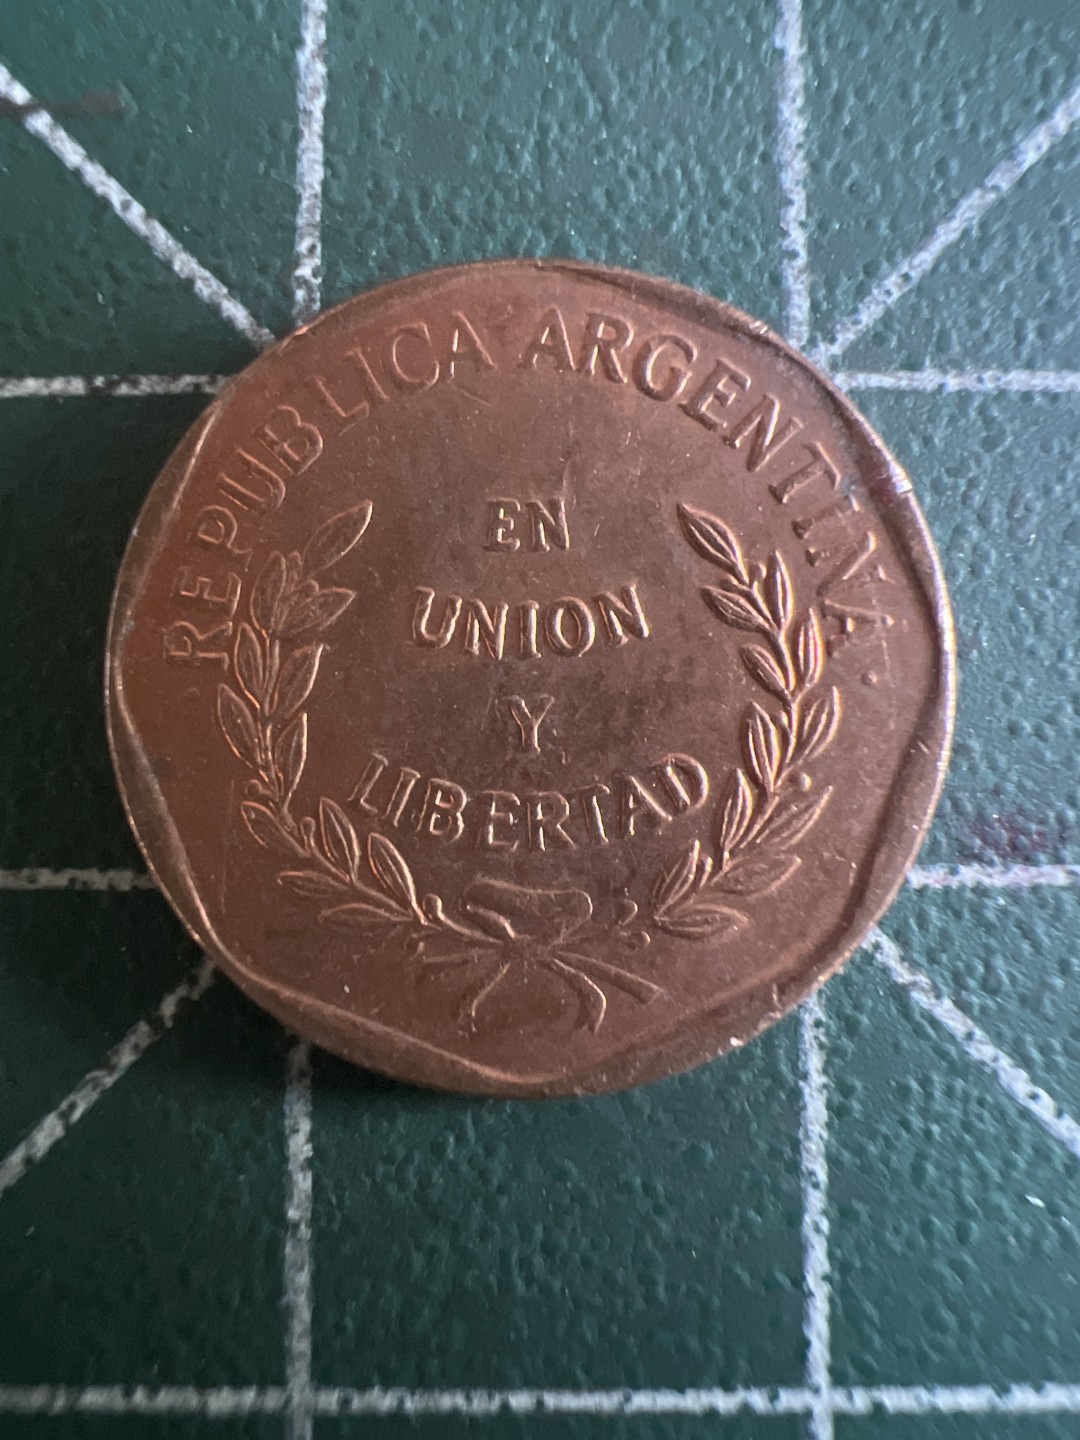 REPUBLICA ARGENTINA.
EN
UNION
Y
LIBERTAD